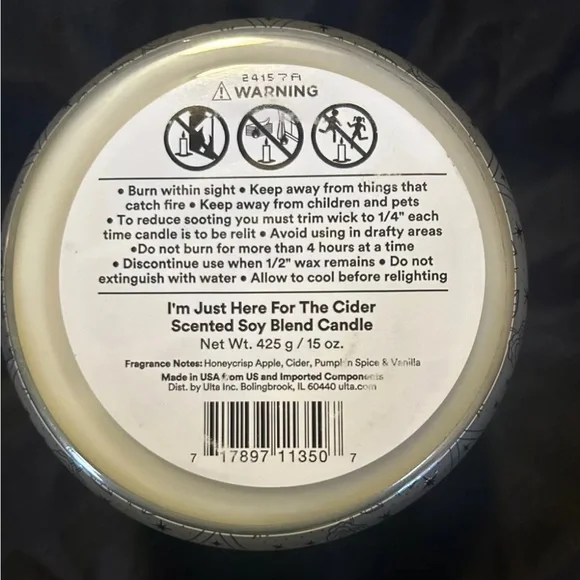 24157A
WARNING
• Burn within sight • Keep away from things that
catch fire • Keep away from children and pets
• To reduce sooting you must trim wick to 1/4" each
time candle is to be relit • Avoid using in drafty areas
•Do not burn for more than 4 hours at a time
• Discontinue use when 1/2" wax remains • Do not
extinguish with water • Allow to cool before relighting
I'm Just Here For The Cider
Scented Soy Blend Candle
Net Wt. 425 g / 15 oz.
Fragrance Notes: Honeycrisp Apple, Cider, Pumpkin Spice & Vanilla
Made in USA from US and Imported Components
Dist. by Ulta Inc. Bolingbrook, IL 60440 ulta.com
7 17897 11350 7